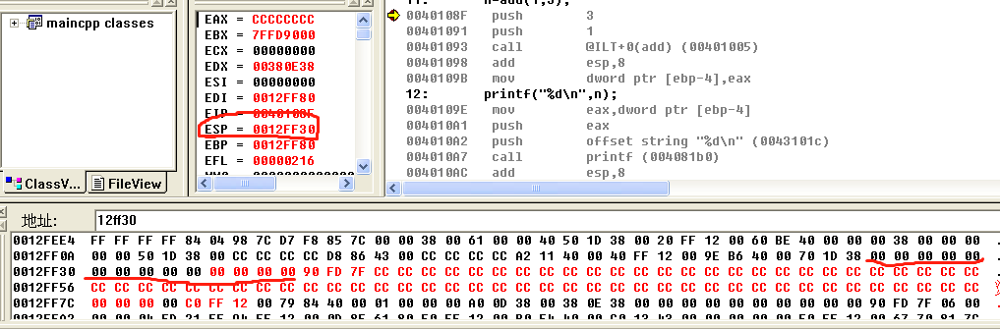 maincpp classes
ClassV...
FileView
EAX = CCCCCCCC
EBX = 7FFD9000
ECX = 00000000
EDX = 00380E38
ESI = 00000000
EDI = 0012FF80
EIP = 0040108F
ESP = 0012FF30
EBP = 0012FF80
EFL = 00000216
11: n=add(1,3);
0040108F push 3
00401091 push 1
00401093 call @ILT+0(add) (00401005)
00401098 add esp,8
0040109B mov dword ptr [ebp-4],eax
12: printf("%d\n",n);
0040109E mov eax,dword ptr [ebp-4]
004010A1 push eax
004010A2 push offset string "%d\n" (0043101c)
004010A7 call printf (004081b0)
004010AC add esp,8
地址: 12ff30
0012FEE4 FF FF FF FF 84 04 98 7C D7 F8 85 7C 00 00 38 00 61 00 00 40 50 1D 38 00 20 FF 12 00 60 BE 40 00 00 00 38 00 00 00
0012FF0A 00 00 50 1D 38 00 CC CC CC CC D8 86 43 00 CC CC CC CC A2 11 40 00 40 FF 12 00 9E B6 40 00 70 1D 38 00 00 00 00 00
0012FF30 00 00 00 00 00 00 00 00 00 90 FD 7F CC CC CC CC CC CC CC CC CC CC CC CC CC CC CC CC CC CC CC CC CC CC CC CC CC CC
0012FF56 CC CC CC CC CC CC CC CC CC CC CC CC CC CC CC CC CC CC CC CC CC CC CC CC CC CC CC CC CC CC CC CC CC CC CC CC CC CC
0012FF7C 00 00 00 00 C0 FF 12 00 79 84 40 00 01 00 00 00 A0 0D 38 00 38 0E 38 00 00 00 00 00 00 00 00 00 00 90 FD 7F 06 00